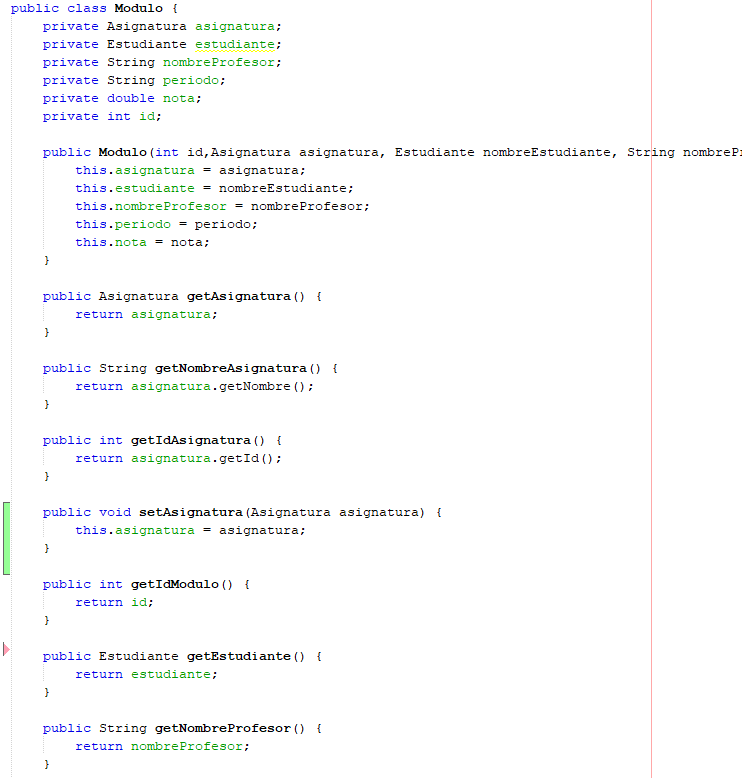 public class Modulo {
    private Asignatura asignatura;
    private Estudiante estudiante;
    private String nombreProfesor;
    private String periodo;
    private double nota;
    private int id;
    public Modulo(int id,Asignatura asignatura, Estudiante nombreEstudiante, String nombreP
        this.asignatura = asignatura;
        this.estudiante = nombreEstudiante;
        this.nombreProfesor = nombreProfesor;
        this.periodo = periodo;
        this.nota = nota;
    }
    public Asignatura getAsignatura() {
        return asignatura;
    }
    public String getNombreAsignatura() {
        return asignatura.getNombre();
    }
    public int getIdAsignatura() {
        return asignatura.getId();
    }
    public void setAsignatura(Asignatura asignatura) {
        this.asignatura = asignatura;
    }
    public int getIdModulo() {
        return id;
    }
    public Estudiante getEstudiante() {
        return estudiante;
    }
    public String getNombreProfesor() {
        return nombreProfesor;
    }